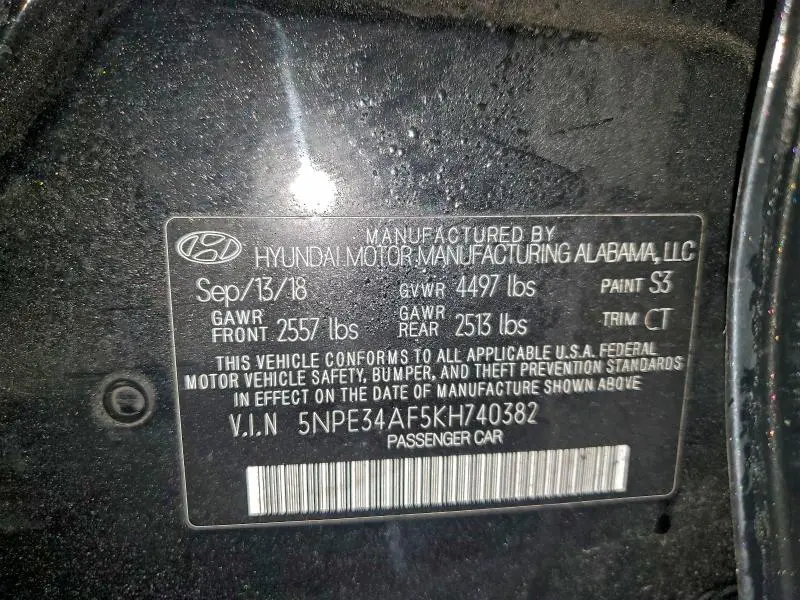 MANUFACTURED BY
HYUNDAI MOTOR MANUFACTURING ALABAMA, LLC
Sep/13/18 GVWR 4497 lbs PAINT S3
GAWR FRONT 2557 lbs GAWR REAR 2513 lbs TRIM CT
THIS VEHICLE CONFORMS TO ALL APPLICABLE U.S.A. FEDERAL
MOTOR VEHICLE SAFETY, BUMPER, AND THEFT PREVENTION STANDARDS
IN EFFECT ON THE DATE OF MANUFACTURE SHOWN ABOVE.
V.I.N 5NPE34AF5KH740382
PASSENGER CAR